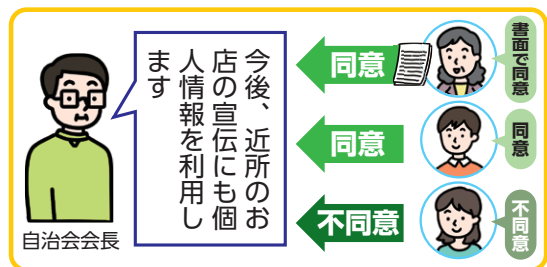 今後、近所のお
店の宣伝にも個
人情報を利用し
ます
自治会会長
同意
書面で同意
同意
同意
不同意
不同意